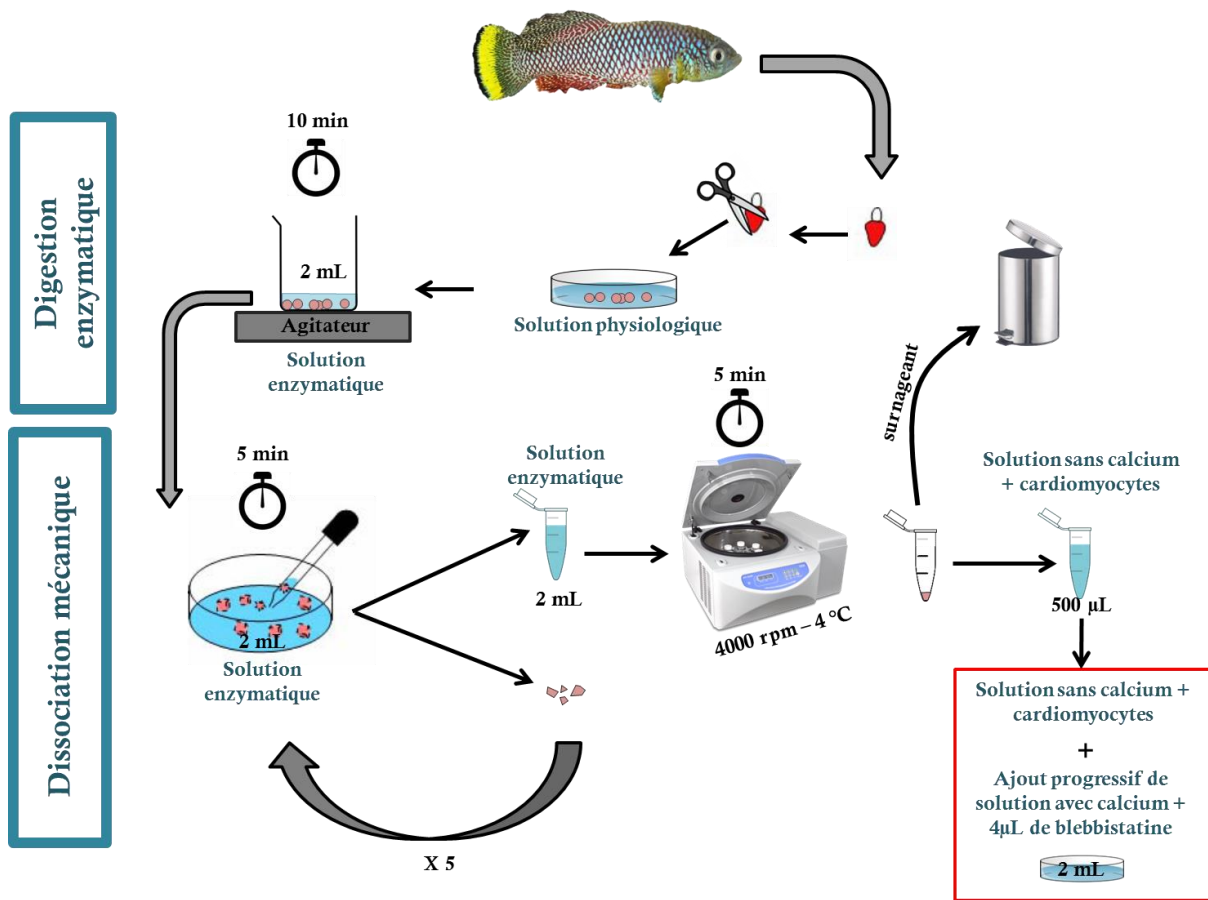 Digestion
enzymatique
10 min
2 mL
Agitateur
Solution
enzymatique
Solution physiologique
Dissociation mécanique
5 min
2 mL
Solution
enzymatique
Solution
enzymatique
2 mL
X 5
5 min
4000 rpm – 4 °C
surnageant
Solution sans calcium
+ cardiomyocytes
500 µL
Solution sans calcium +
cardiomyocytes
+
Ajout progressif de
solution avec calcium +
4µL de blebbistatine
2 mL